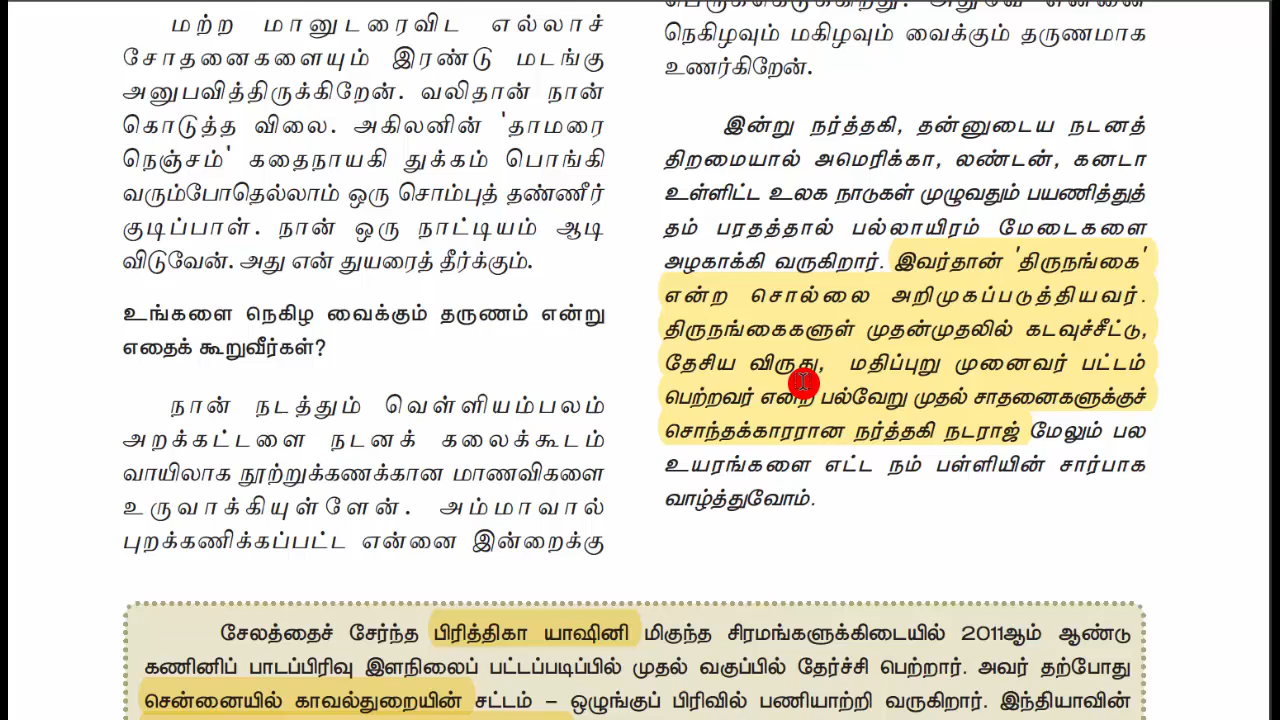 மற்ற மானுடரைவிட எல்லாச்
சோதனைகளையும் இரண்டு மடங்கு
அனுபவித்திருக்கிறேன். வலிதான் நான்
கொடுத்த விலை. அகிலனின் 'தாமரை
நெஞ்சம்' கதைநாயகி துக்கம் பொங்கி
வரும்போதெல்லாம் ஒரு சொம்புத் தண்ணீர்
குடிப்பாள். நான் ஒரு நாட்டியம் ஆடி
விடுவேன். அது என் துயரைத் தீர்க்கும்.
உங்களை நெகிழ வைக்கும் தருணம் என்று
எதைக் கூறுவீர்கள்?
நான் நடத்தும் வெள்ளியம்பலம்
அறக்கட்டளை நடனக் கலைக்கூடம்
வாயிலாக நூற்றுக்கணக்கான மாணவிகளை
உருவாக்கியுள்ளேன். அம்மாவால்
புறக்கணிக்கப்பட்ட என்னை இன்றைக்கு
நெகிழவும் மகிழவும் வைக்கும் தருணமாக
உணர்கிறேன்.
இன்று நர்த்தகி, தன்னுடைய நடனத்
திறமையால் அமெரிக்கா, லண்டன், கனடா
உள்ளிட்ட உலக நாடுகள் முழுவதும் பயணித்துத்
தம் பரதத்தால் பல்லாயிரம் மேடைகளை
அழகாக்கி வருகிறார். இவர்தான் 'திருநங்கை'
என்ற சொல்லை அறிமுகப்படுத்தியவர்.
திருநங்கைகளுள் முதன்முதலில் கடவுச்சீட்டு,
தேசிய விருது, மதிப்புறு முனைவர் பட்டம்
பெற்றவர் என்ற பல்வேறு முதல் சாதனைகளுக்குச்
சொந்தக்காரரான நர்த்தகி நடராஜ் மேலும் பல
உயரங்களை எட்ட நம் பள்ளியின் சார்பாக
வாழ்த்துவோம்.
சேலத்தைச் சேர்ந்த பிரித்திகா யாஷினி மிகுந்த சிரமங்களுக்கிடையில் 2011ஆம் ஆண்டு
கணினிப் பாடப்பிரிவு இளநிலைப் பட்டப்படிப்பில் முதல் வகுப்பில் தேர்ச்சி பெற்றார். அவர் தற்போது
சென்னையில் காவல்துறையின் சட்டம் – ஒழுங்குப் பிரிவில் பணியாற்றி வருகிறார். இந்தியாவின்